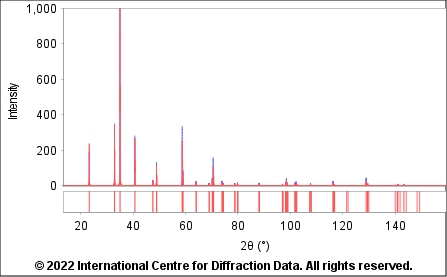 1,000
800
600
400
200
0
Intensity
20 40 60 80 100 120 140
2θ (°)
© 2022 International Centre for Diffraction Data. All rights reserved.